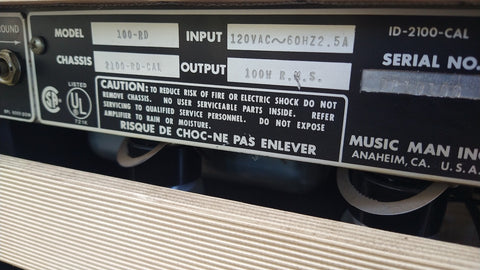 ROUND
MODEL 100-RD INPUT 120VAC~60HZ2.5A ID-2100-CAL
CHASSIS 2100-RD-CAL OUTPUT 100W R.M.S. SERIAL NO.
CAUTION: TO REDUCE RISK OF FIRE OR ELECTRIC SHOCK DO NOT
REMOVE CHASSIS. NO USER SERVICEABLE PARTS INSIDE. REFER
SERVICING TO QUALIFIED SERVICE PERSONNEL. DO NOT EXPOSE
AMPLIFIER TO RAIN OR MOISTURE.
RISQUE DE CHOC-NE PAS ENLEVER
SA
UL
LISTED
MUSIC MAN INC
ANAHEIM, CA. U.S.A.